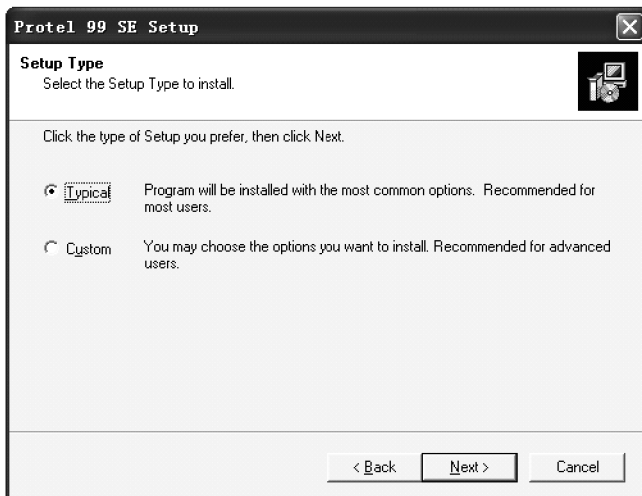 Protel 99 SE Setup
Setup Type
Select the Setup Type to install.
Click the type of Setup you prefer, then click Next.
Typical
Program will be installed with the most common options. Recommended for
most users.
Custom
You may choose the options you want to install. Recommended for advanced
users.
< Back
Next >
Cancel